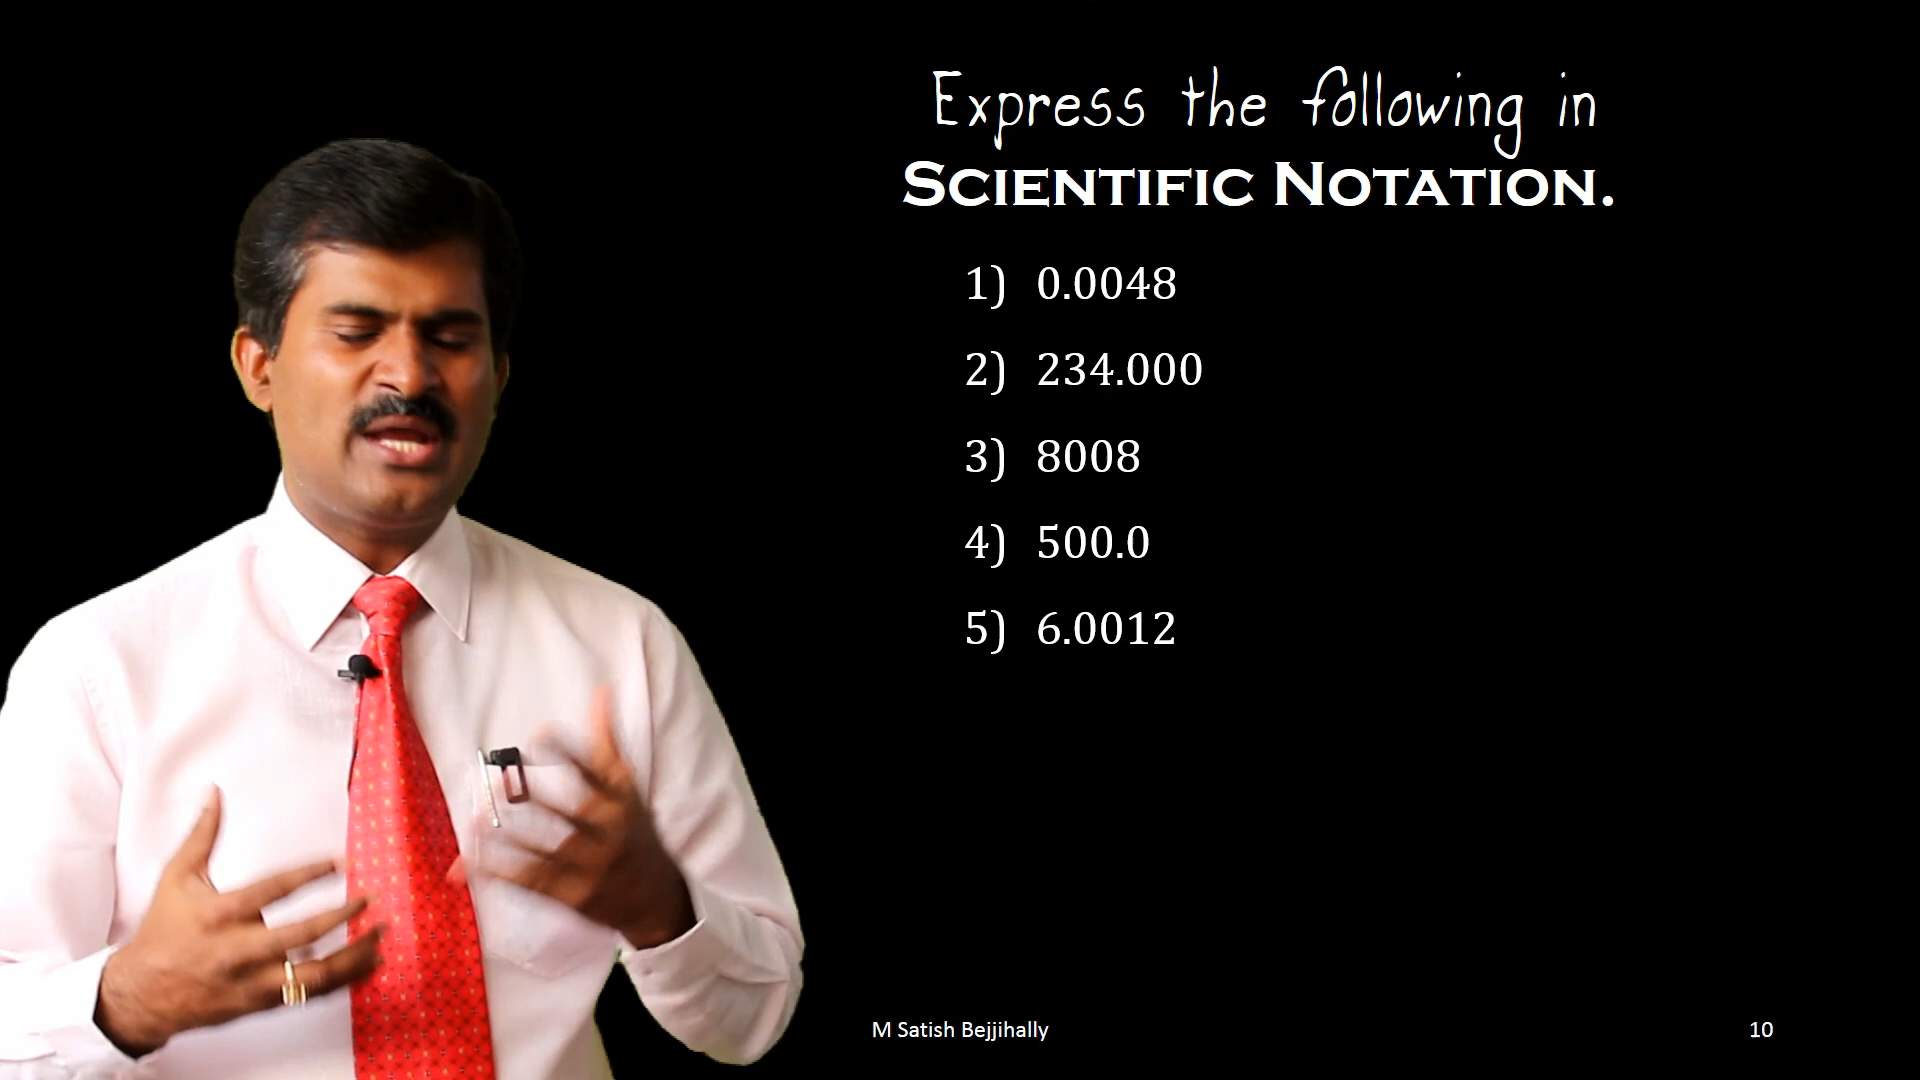 Express the following in
SCIENTIFIC NOTATION.
1) 0.0048
2) 234.000
3) 8008
4) 500.0
5) 6.0012
M Satish Bejjihally 10